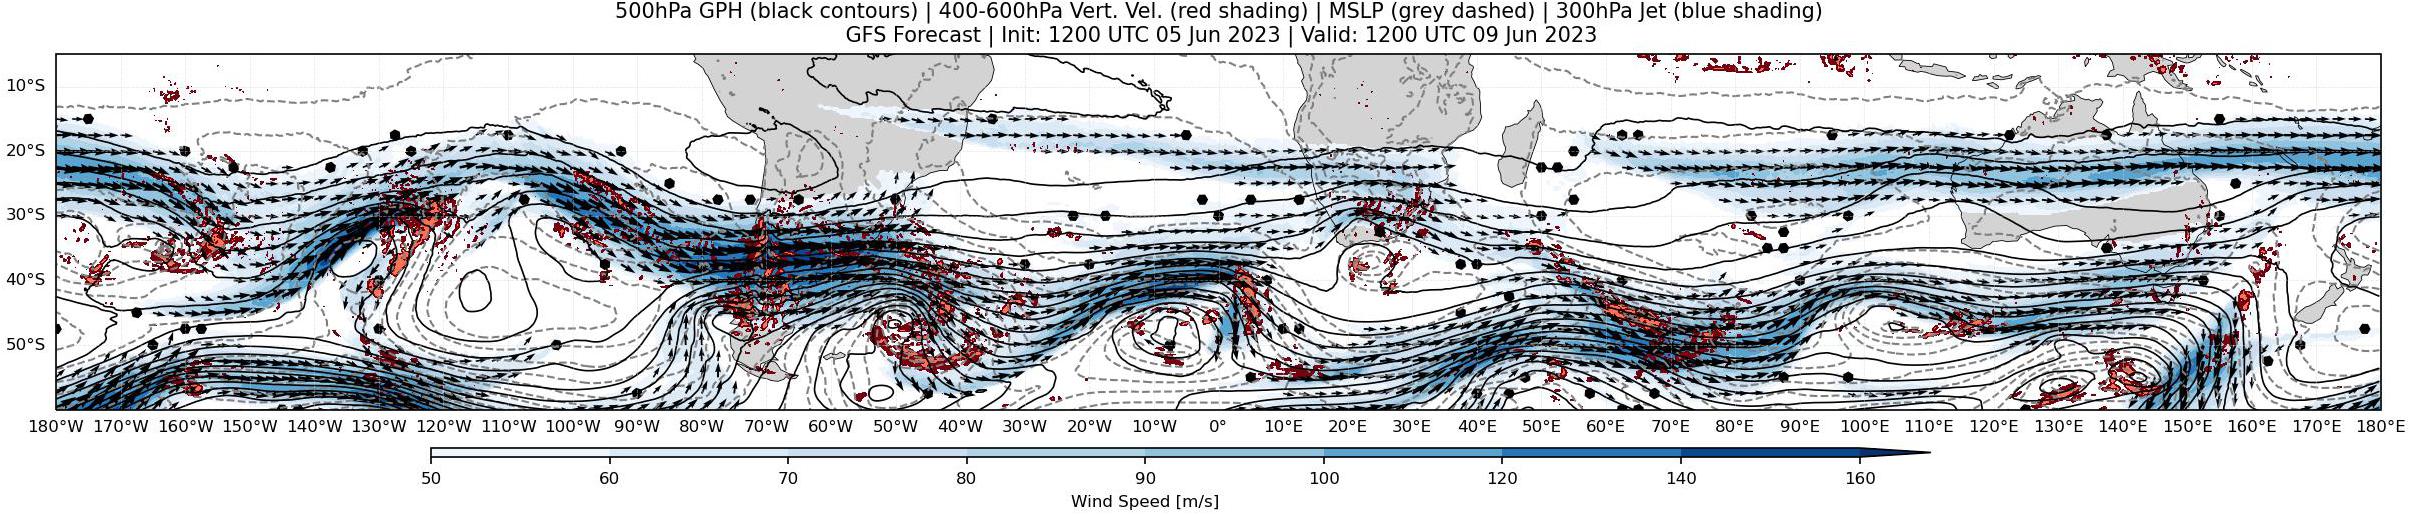 500hPa GPH (black contours) | 400-600hPa Vert. Vel. (red shading) | MSLP (grey dashed) | 300hPa Jet (blue shading)
GFS Forecast | Init: 1200 UTC 05 Jun 2023 | Valid: 1200 UTC 09 Jun 2023
10°S
20°S
30°S
40°S
50°S
180°W 170°W 160°W 150°W 140°W 130°W 120°W 110°W 100°W 90°W 80°W 70°W 60°W 50°W 40°W 30°W 20°W 10°W 0° 10°E 20°E 30°E 40°E 50°E 60°E 70°E 80°E 90°E 100°E 110°E 120°E 130°E 140°E 150°E 160°E 170°E 180°E
50 60 70 80 90 100 120 140 160
Wind Speed [m/s]